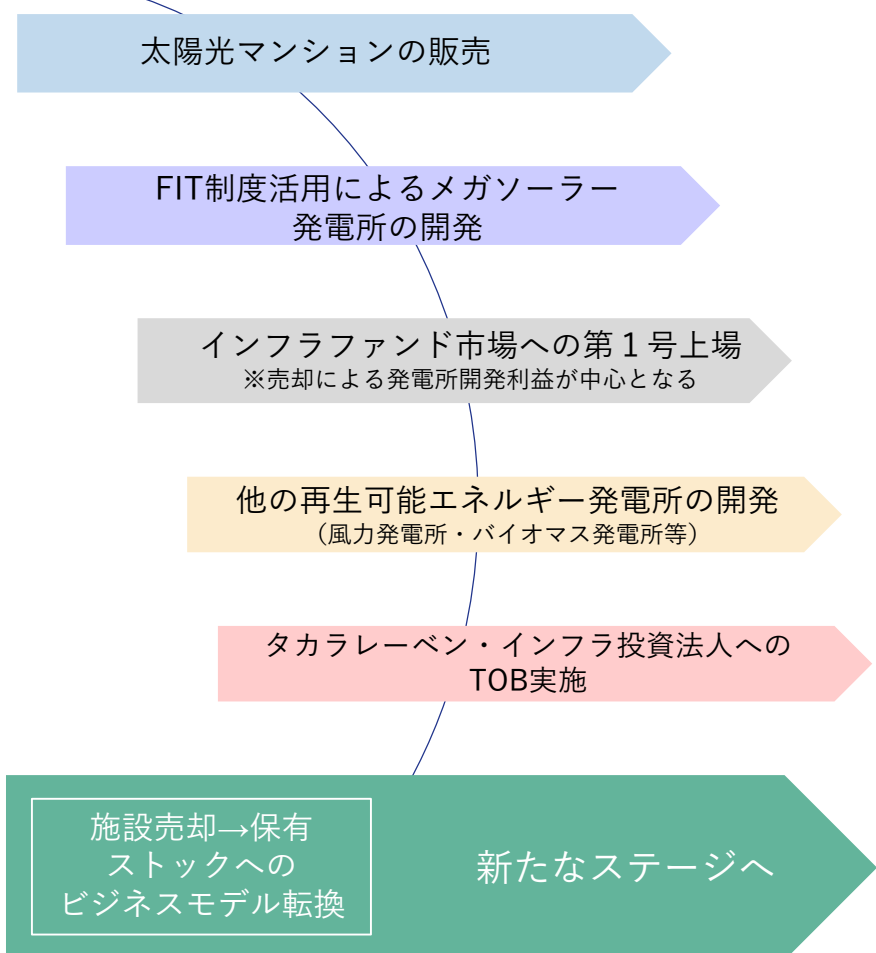 太陽光マンションの販売
FIT制度活用によるメガソーラー
発電所の開発
インフラファンド市場への第１号上場
※売却による発電所開発利益が中心となる
他の再生可能エネルギー発電所の開発
（風力発電所・バイオマス発電所等）
タカラレーベン・インフラ投資法人への
TOB実施
施設売却→保有
ストックへの
ビジネスモデル転換
新たなステージへ